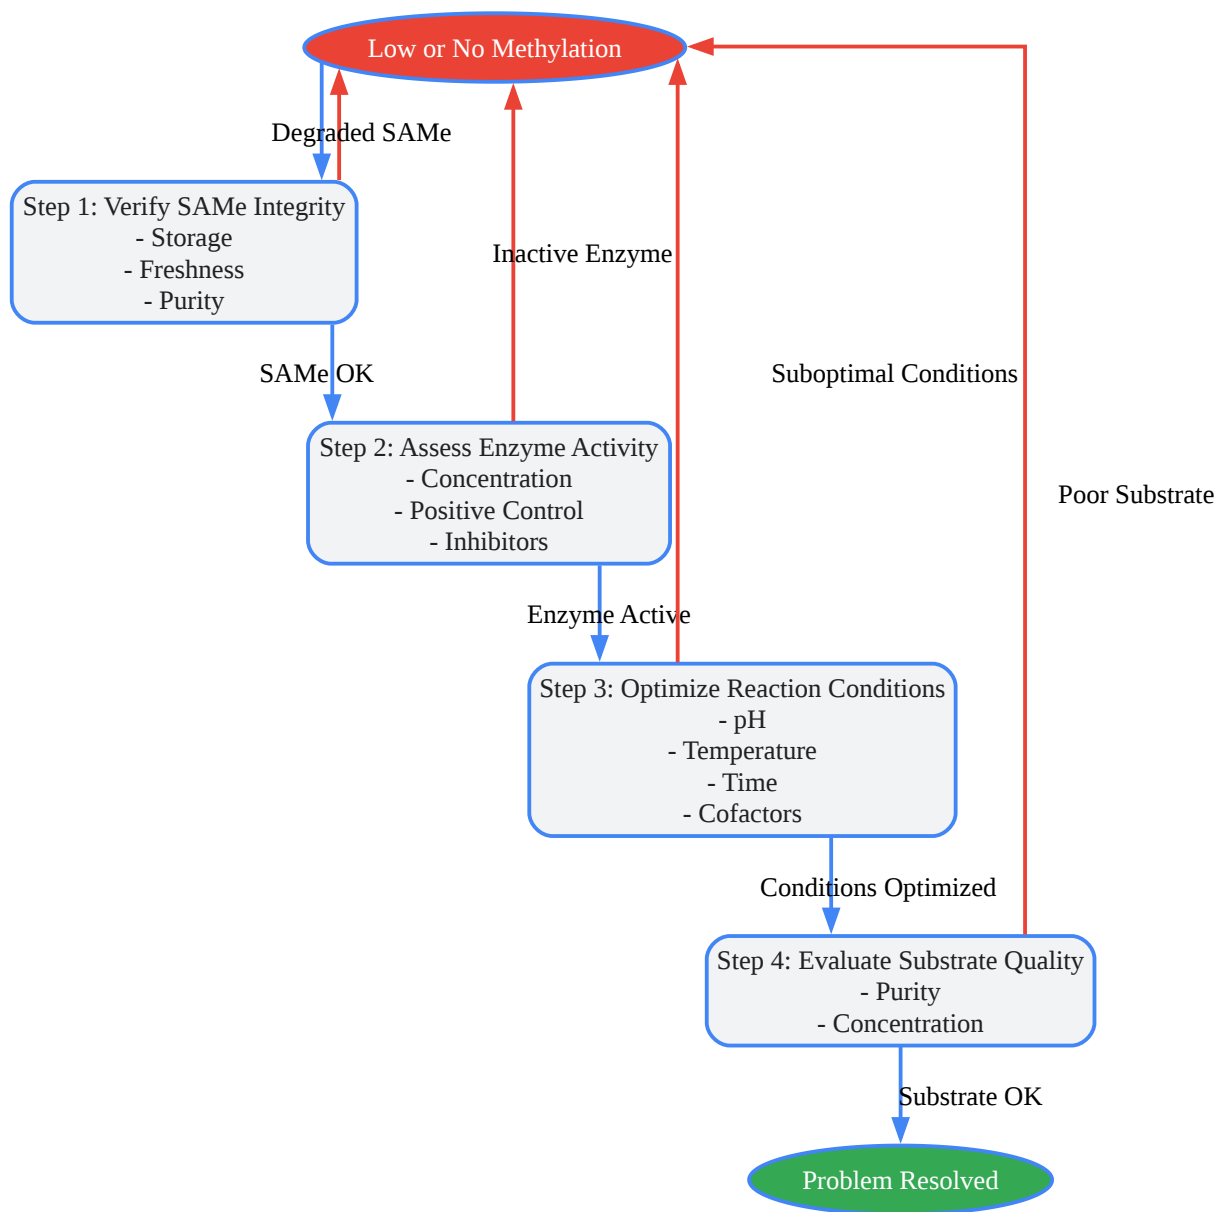 Low or No Methylation
Degraded SAMe
Step 1: Verify SAMe Integrity
- Storage
- Freshness
- Purity
Inactive Enzyme
SAMe OK
Suboptimal Conditions
Step 2: Assess Enzyme Activity
- Concentration
- Positive Control
- Inhibitors
Poor Substrate
Enzyme Active
Step 3: Optimize Reaction Conditions
- pH
- Temperature
- Time
- Cofactors
Conditions Optimized
Step 4: Evaluate Substrate Quality
- Purity
- Concentration
Substrate OK
Problem Resolved